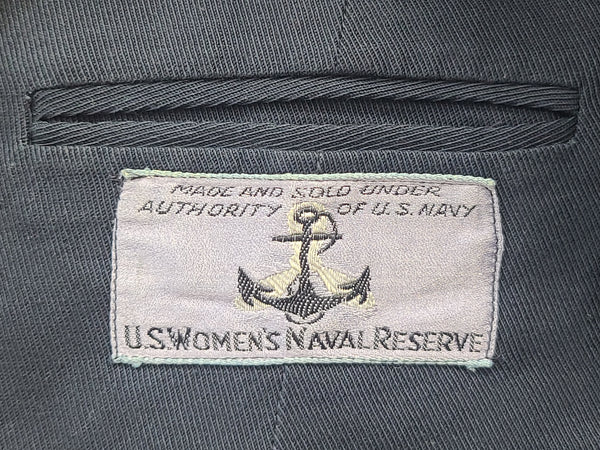 MADE AND SOLD UNDER
AUTHORITY OF U.S. NAVY
U.S. WOMEN'S NAVAL RESERVE